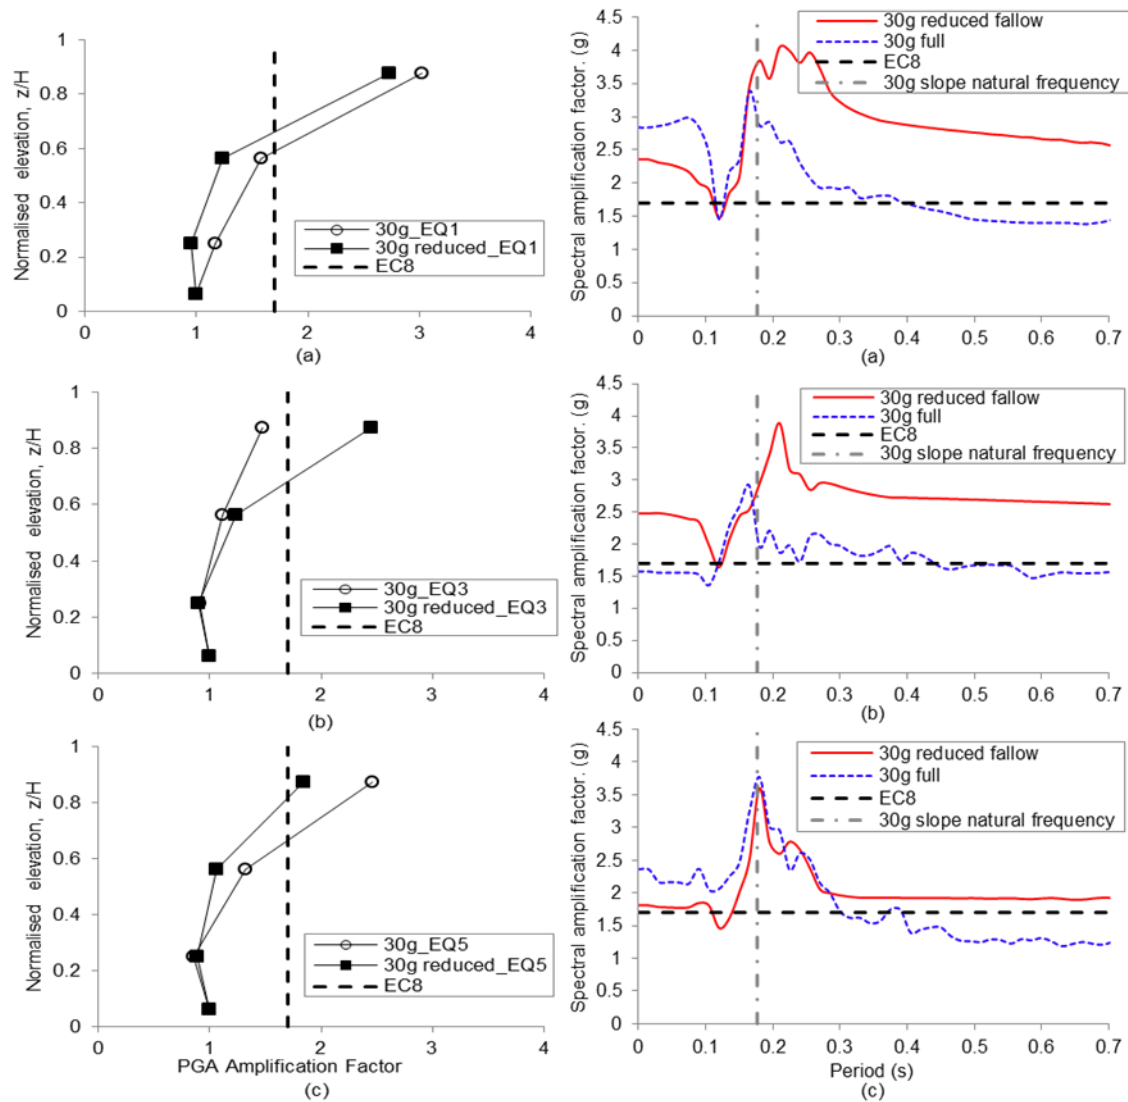 Normalised elevation, z/H
1
0.8
0.6
0.4
0.2
0
0 1 2 3 4
30g_EQ1
30g reduced_EQ1
EC8
(a)
Spectral amplification factor. (g)
4.5
4
3.5
3
2.5
2
1.5
1
0.5
0
0 0.1 0.2 0.3 0.4 0.5 0.6 0.7
30g reduced fallow
30g full
EC8
30g slope natural frequency
(a)
Normalised elevation, z/H
1
0.8
0.6
0.4
0.2
0
0 1 2 3 4
30g_EQ3
30g reduced_EQ3
EC8
(b)
Spectral amplification factor. (g)
4.5
4
3.5
3
2.5
2
1.5
1
0.5
0
0 0.1 0.2 0.3 0.4 0.5 0.6 0.7
30g reduced fallow
30g full
EC8
30g slope natural frequency
(b)
Normalised elevation, z/H
1
0.8
0.6
0.4
0.2
0
0 1 2 3 4
30g_EQ5
30g reduced_EQ5
EC8
PGA Amplification Factor
(c)
Spectral amplification factor. (g)
4.5
4
3.5
3
2.5
2
1.5
1
0.5
0
0 0.1 0.2 0.3 0.4 0.5 0.6 0.7
30g reduced fallow
30g full
EC8
30g slope natural frequency
Period (s)
(c)